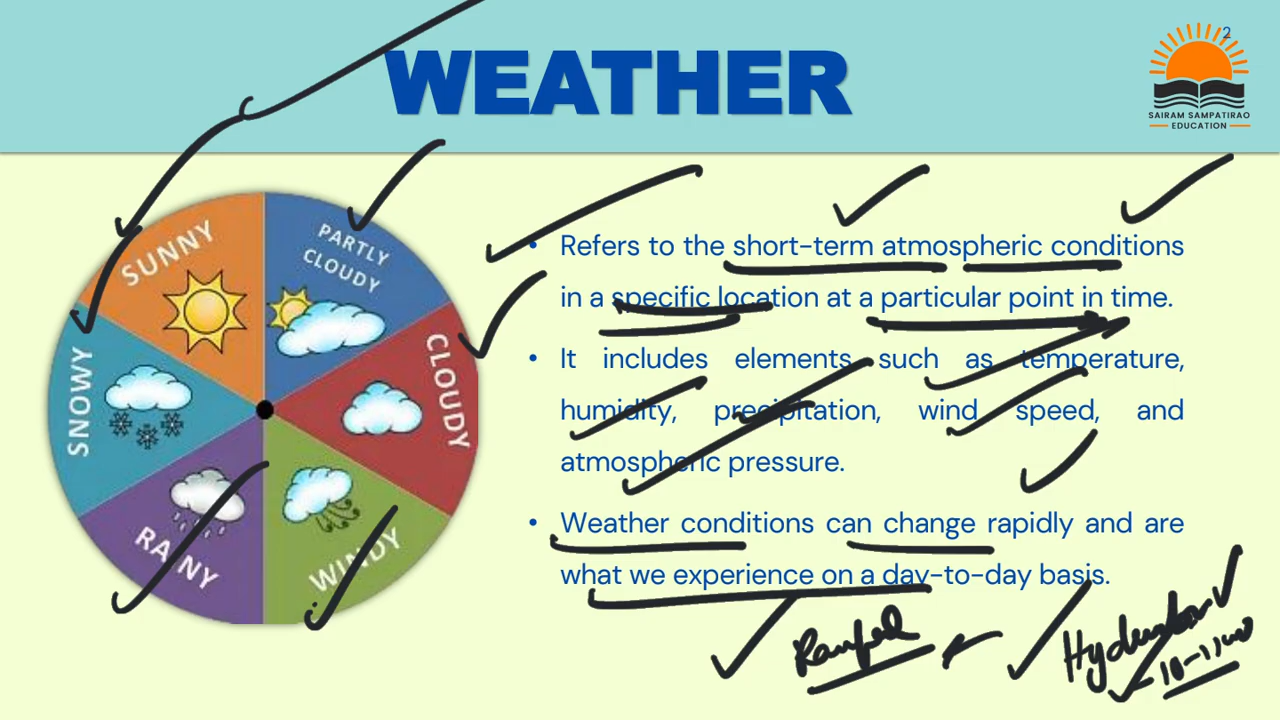 2
WEATHER
SAIRAM SAMPATIRAO
EDUCATION
SUNNY
PARTLY
CLOUDY
CLOUDY
WINDY
RAINY
SNOWY
• Refers to the short-term atmospheric conditions
in a specific location at a particular point in time.
• It includes elements such as temperature,
humidity, precipitation, wind speed, and
atmospheric pressure.
• Weather conditions can change rapidly and are
what we experience on a day-to-day basis.